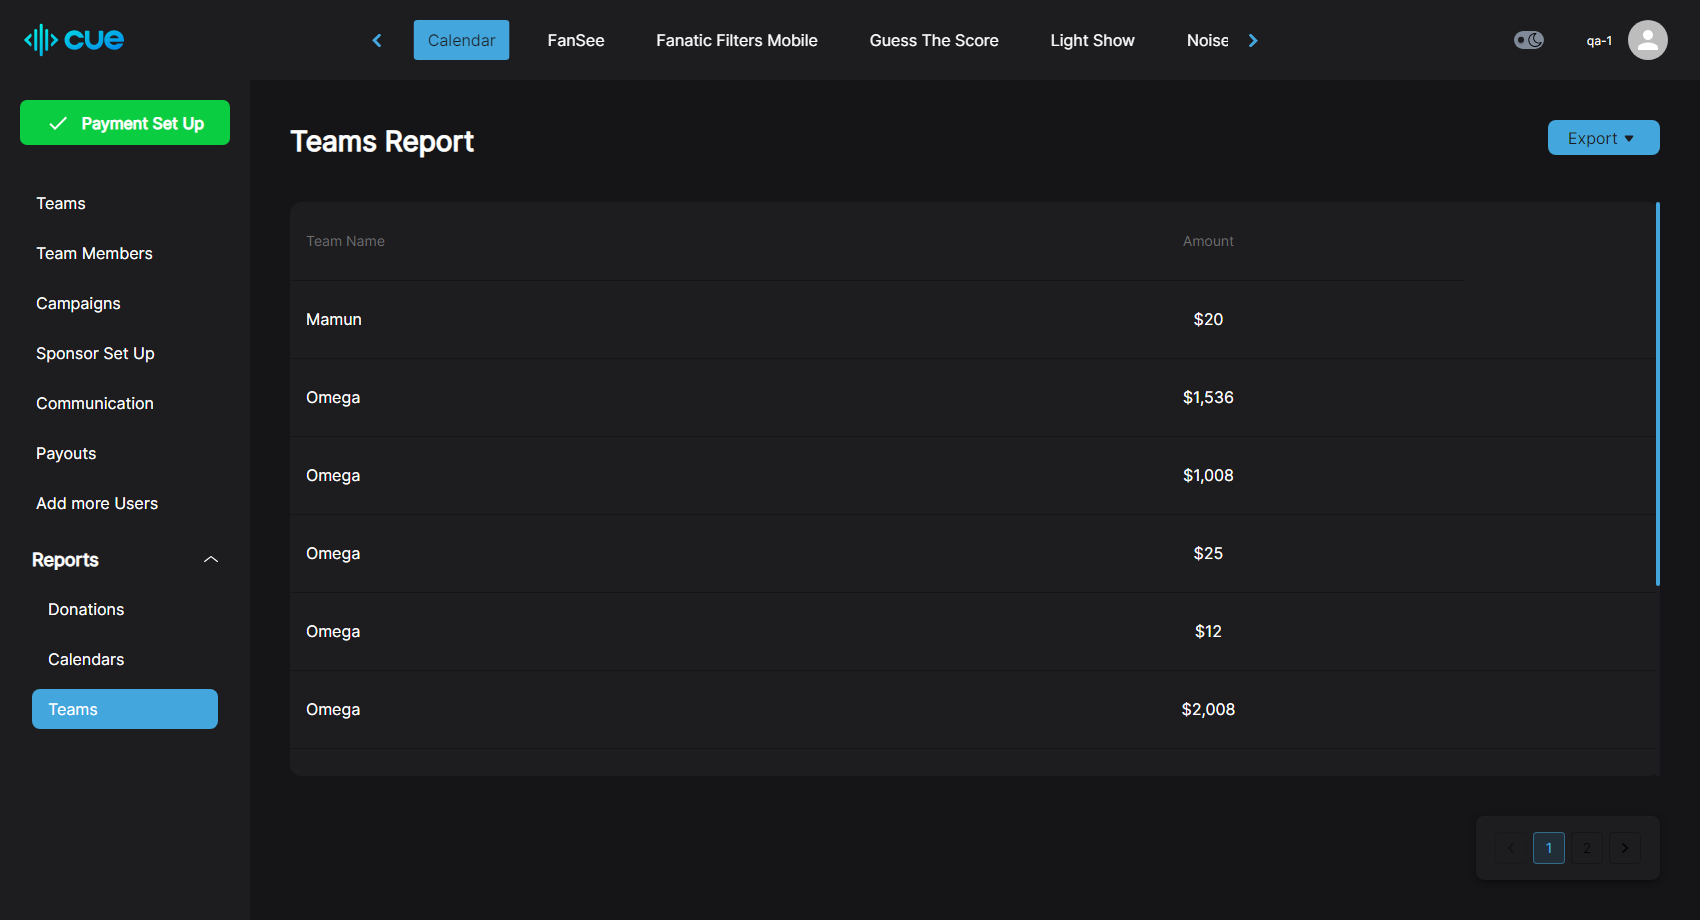 cue
Calendar
FanSee
Fanatic Filters Mobile
Guess The Score
Light Show
Noise
qa-1
Payment Set Up
Teams
Team Members
Campaigns
Sponsor Set Up
Communication
Payouts
Add more Users
Reports
Donations
Calendars
Teams
Teams Report
Export
Team Name Amount
Mamun $20
Omega $1,536
Omega $1,008
Omega $25
Omega $12
Omega $2,008
1 2